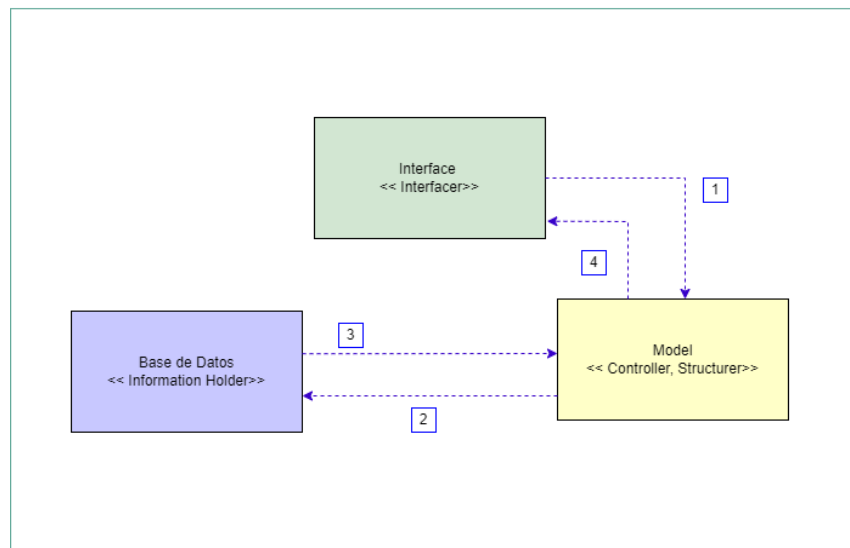 Interface
<< Interfacer>>
1
4
3
Base de Datos
<< Information Holder>>
Model
<< Controller, Structurer>>
2